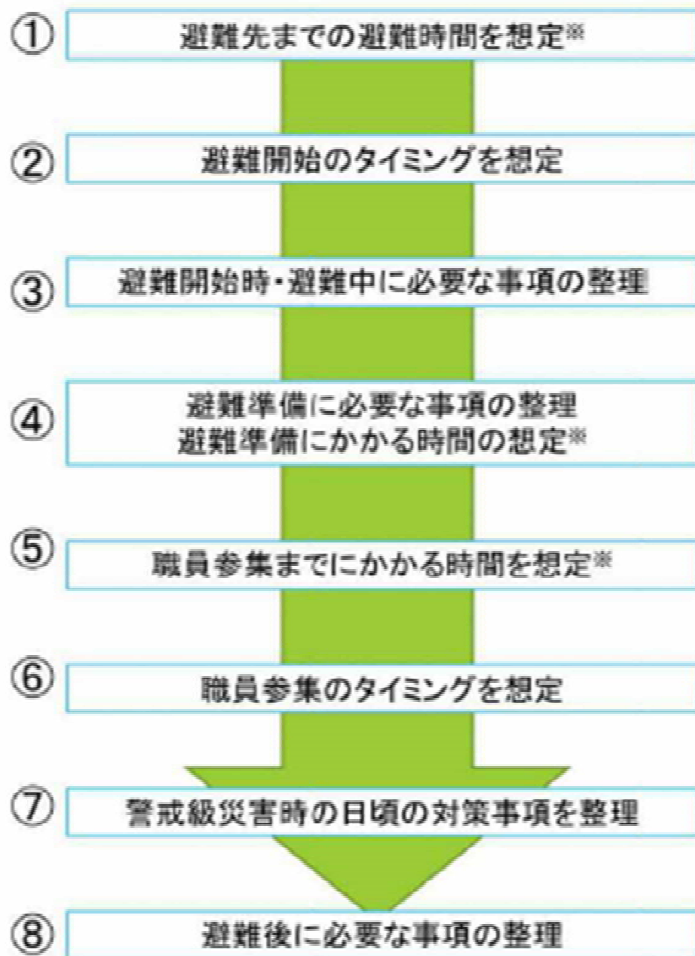 ① 避難先までの避難時間を想定※
② 避難開始のタイミングを想定
③ 避難開始時・避難中に必要な事項の整理
④ 避難準備に必要な事項の整理
避難準備にかかる時間の想定※
⑤ 職員参集までにかかる時間を想定※
⑥ 職員参集のタイミングを想定
⑦ 警戒級災害時の日頃の対策事項を整理
⑧ 避難後に必要な事項の整理